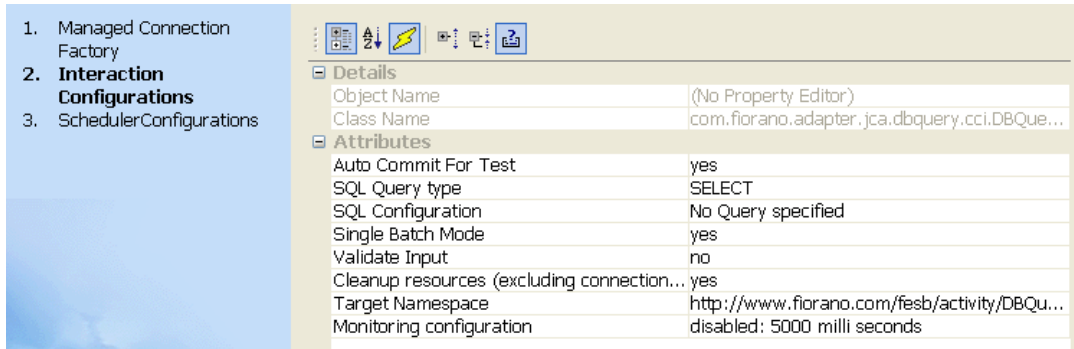 1. Managed Connection
Factory
2. Interaction
Configurations
3. SchedulerConfigurations
Details
Object Name (No Property Editor)
Class Name com.fiorano.adapter.jca.dbquery.cci.DBQue...
Attributes
Auto Commit For Test yes
SQL Query type SELECT
SQL Configuration No Query specified
Single Batch Mode yes
Validate Input no
Cleanup resources (excluding connection... yes
Target Namespace http://www.fiorano.com/fesb/activity/DBQu...
Monitoring configuration disabled: 5000 milli seconds